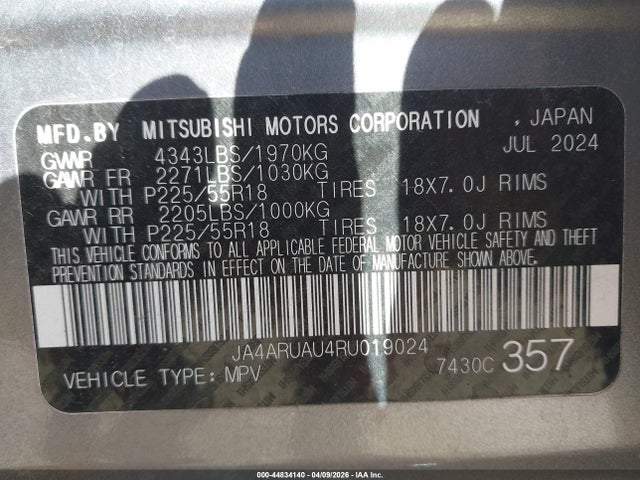 MFD.BY MITSUBISHI MOTORS CORPORATION , JAPAN
GVWR 4343LBS/1970KG JUL 2024
GAWR FR 2271LBS/1030KG
WITH P225/55R18 TIRES 18X7.0J RIMS
GAWR RR 2205LBS/1000KG
WITH P225/55R18 TIRES 18X7.0J RIMS
THIS VEHICLE CONFORMS TO ALL APPLICABLE FEDERAL MOTOR VEHICLE SAFETY AND THEFT
PREVENTION STANDARDS IN EFFECT ON THE DATE OF MANUFACTURE SHOWN ABOVE.
JA4ARUAU4RU019024
VEHICLE TYPE: MPV 7430C 357
000-44834140 - 04/09/2026 - IAA Inc.